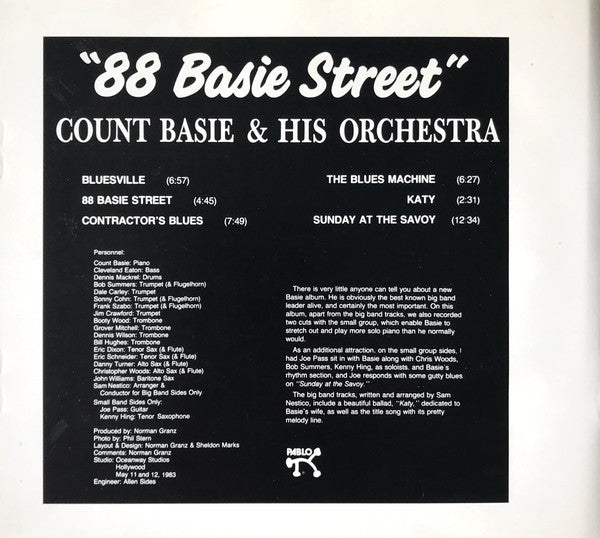 "88 Basie Street"
COUNT BASIE & HIS ORCHESTRA
BLUESVILLE (6:57)
88 BASIE STREET (4:45)
CONTRACTOR'S BLUES (7:49)
THE BLUES MACHINE (6:27)
KATY (2:31)
SUNDAY AT THE SAVOY (12:34)
Personnel:
Count Basie: Piano
Cleveland Eaton: Bass
Dennis Mackrel: Drums
Bob Summers: Trumpet (& Flugelhorn)
Dale Carley: Trumpet
Sonny Cohn: Trumpet (& Flugelhorn)
Frank Szabo: Trumpet (& Flugelhorn)
Jim Crawford: Trumpet
Booty Wood: Trombone
Grover Mitchell: Trombone
Dennis Wilson: Trombone
Bill Hughes: Trombone
Eric Dixon: Tenor Sax (& Flute)
Eric Schneider: Tenor Sax (& Flute)
Danny Turner: Alto Sax (& Flute)
Christopher Woods: Alto Sax (& Flute)
John Williams: Baritone Sax
Sam Nestico: Arranger &
Conductor for Big Band Sides Only
Small Band Sides Only:
Joe Pass: Guitar
Kenny Hing: Tenor Saxophone
Produced by: Norman Granz
Photo by: Phil Stern
Layout & Design: Norman Granz & Sheldon Marks
Comments: Norman Granz
Studio: Oceanway Studios
Hollywood
May 11 and 12, 1983
Engineer: Allen Sides
There is very little anyone can tell you about a new
Basie album. He is obviously the best known big band
leader alive, and certainly the most important. On this
album, apart from the big band tracks, we also recorded
two cuts with the small group, which enable Basie to
stretch out and play more solo piano than he normally
would.
As an additional attraction, on the small group sides, I
had Joe Pass sit in with Basie along with Chris Woods,
Bob Summers, Kenny Hing, as soloists. and Basie's
rhythm section, and Joe responds with some gutty blues
on "Sunday at the Savoy."
The big band tracks, written and arranged by Sam
Nestico, include a beautiful ballad, "Katy," dedicated to
Basie's wife, as well as the title song with its pretty
melody line.
PABLO